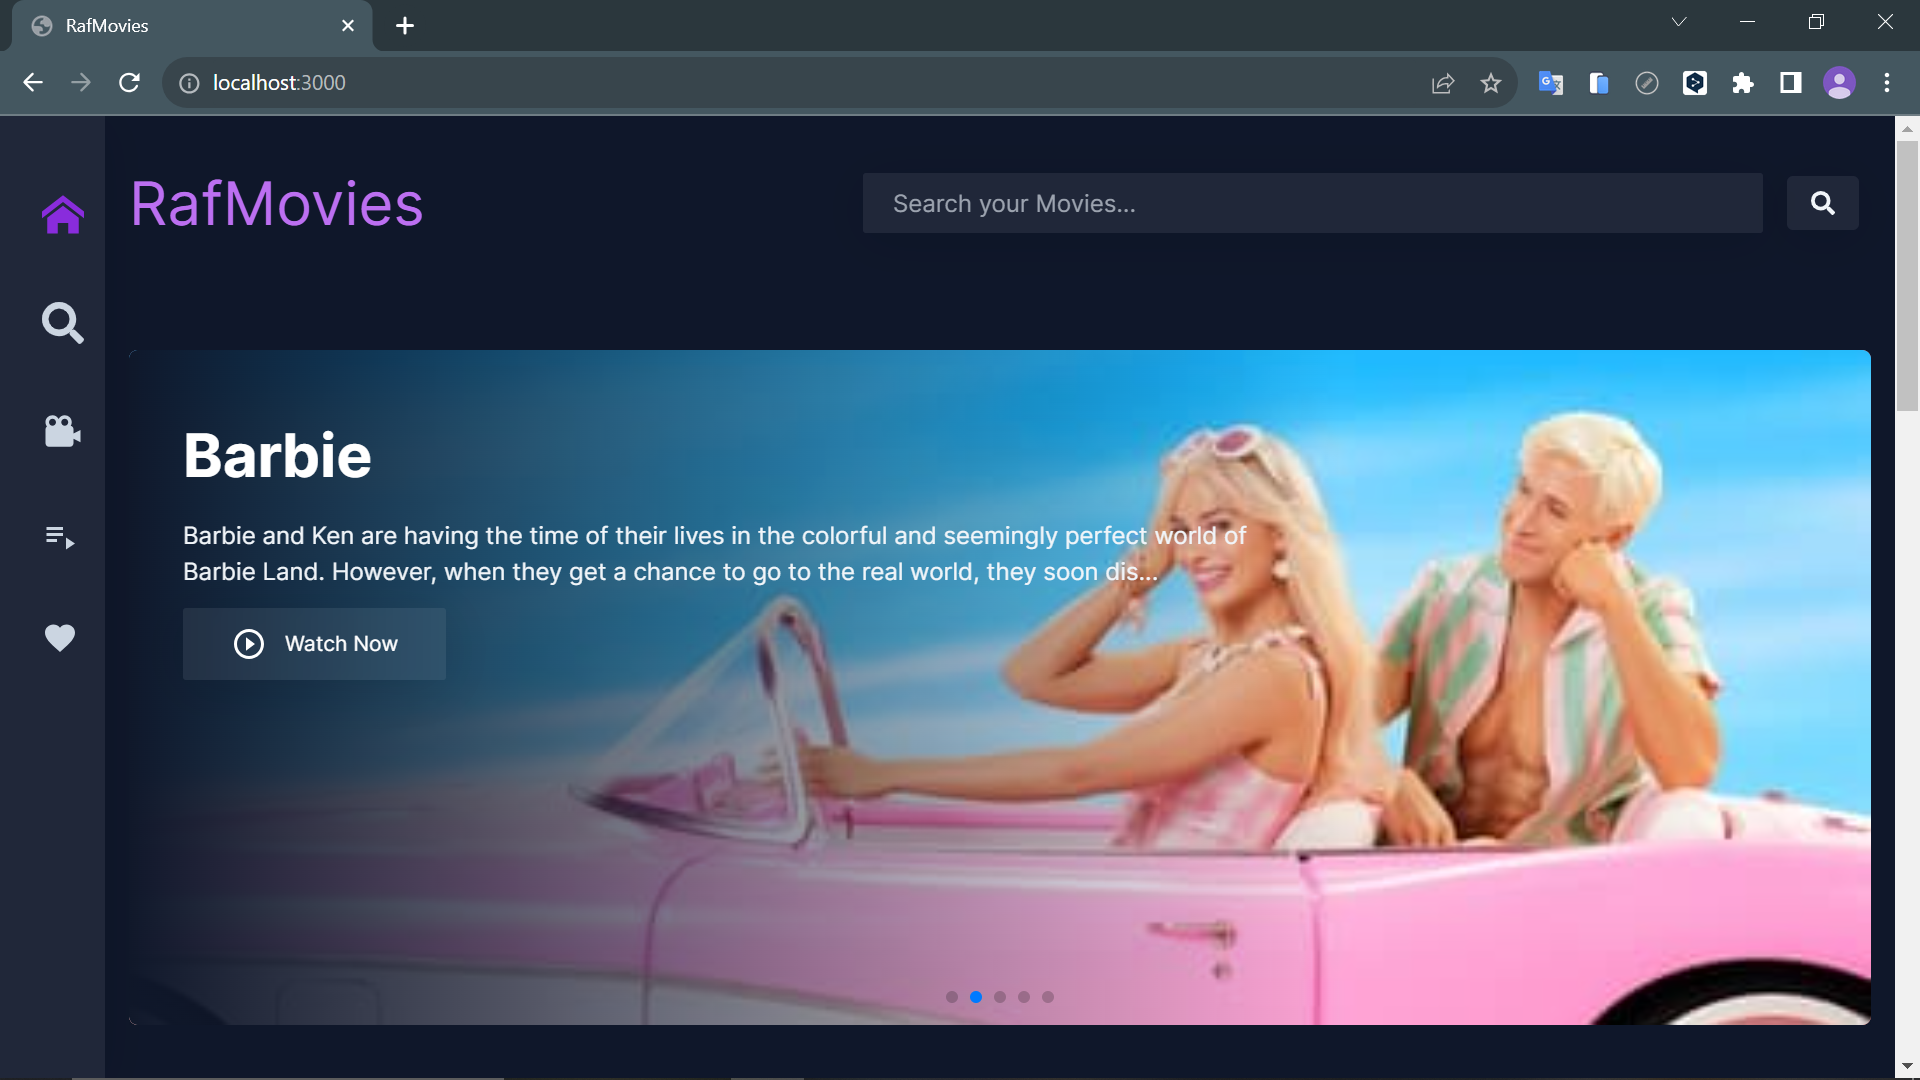 RafMovies
localhost:3000
RafMovies
Search your Movies...
Barbie
Barbie and Ken are having the time of their lives in the colorful and seemingly perfect world of
Barbie Land. However, when they get a chance to go to the real world, they soon dis...
Watch Now